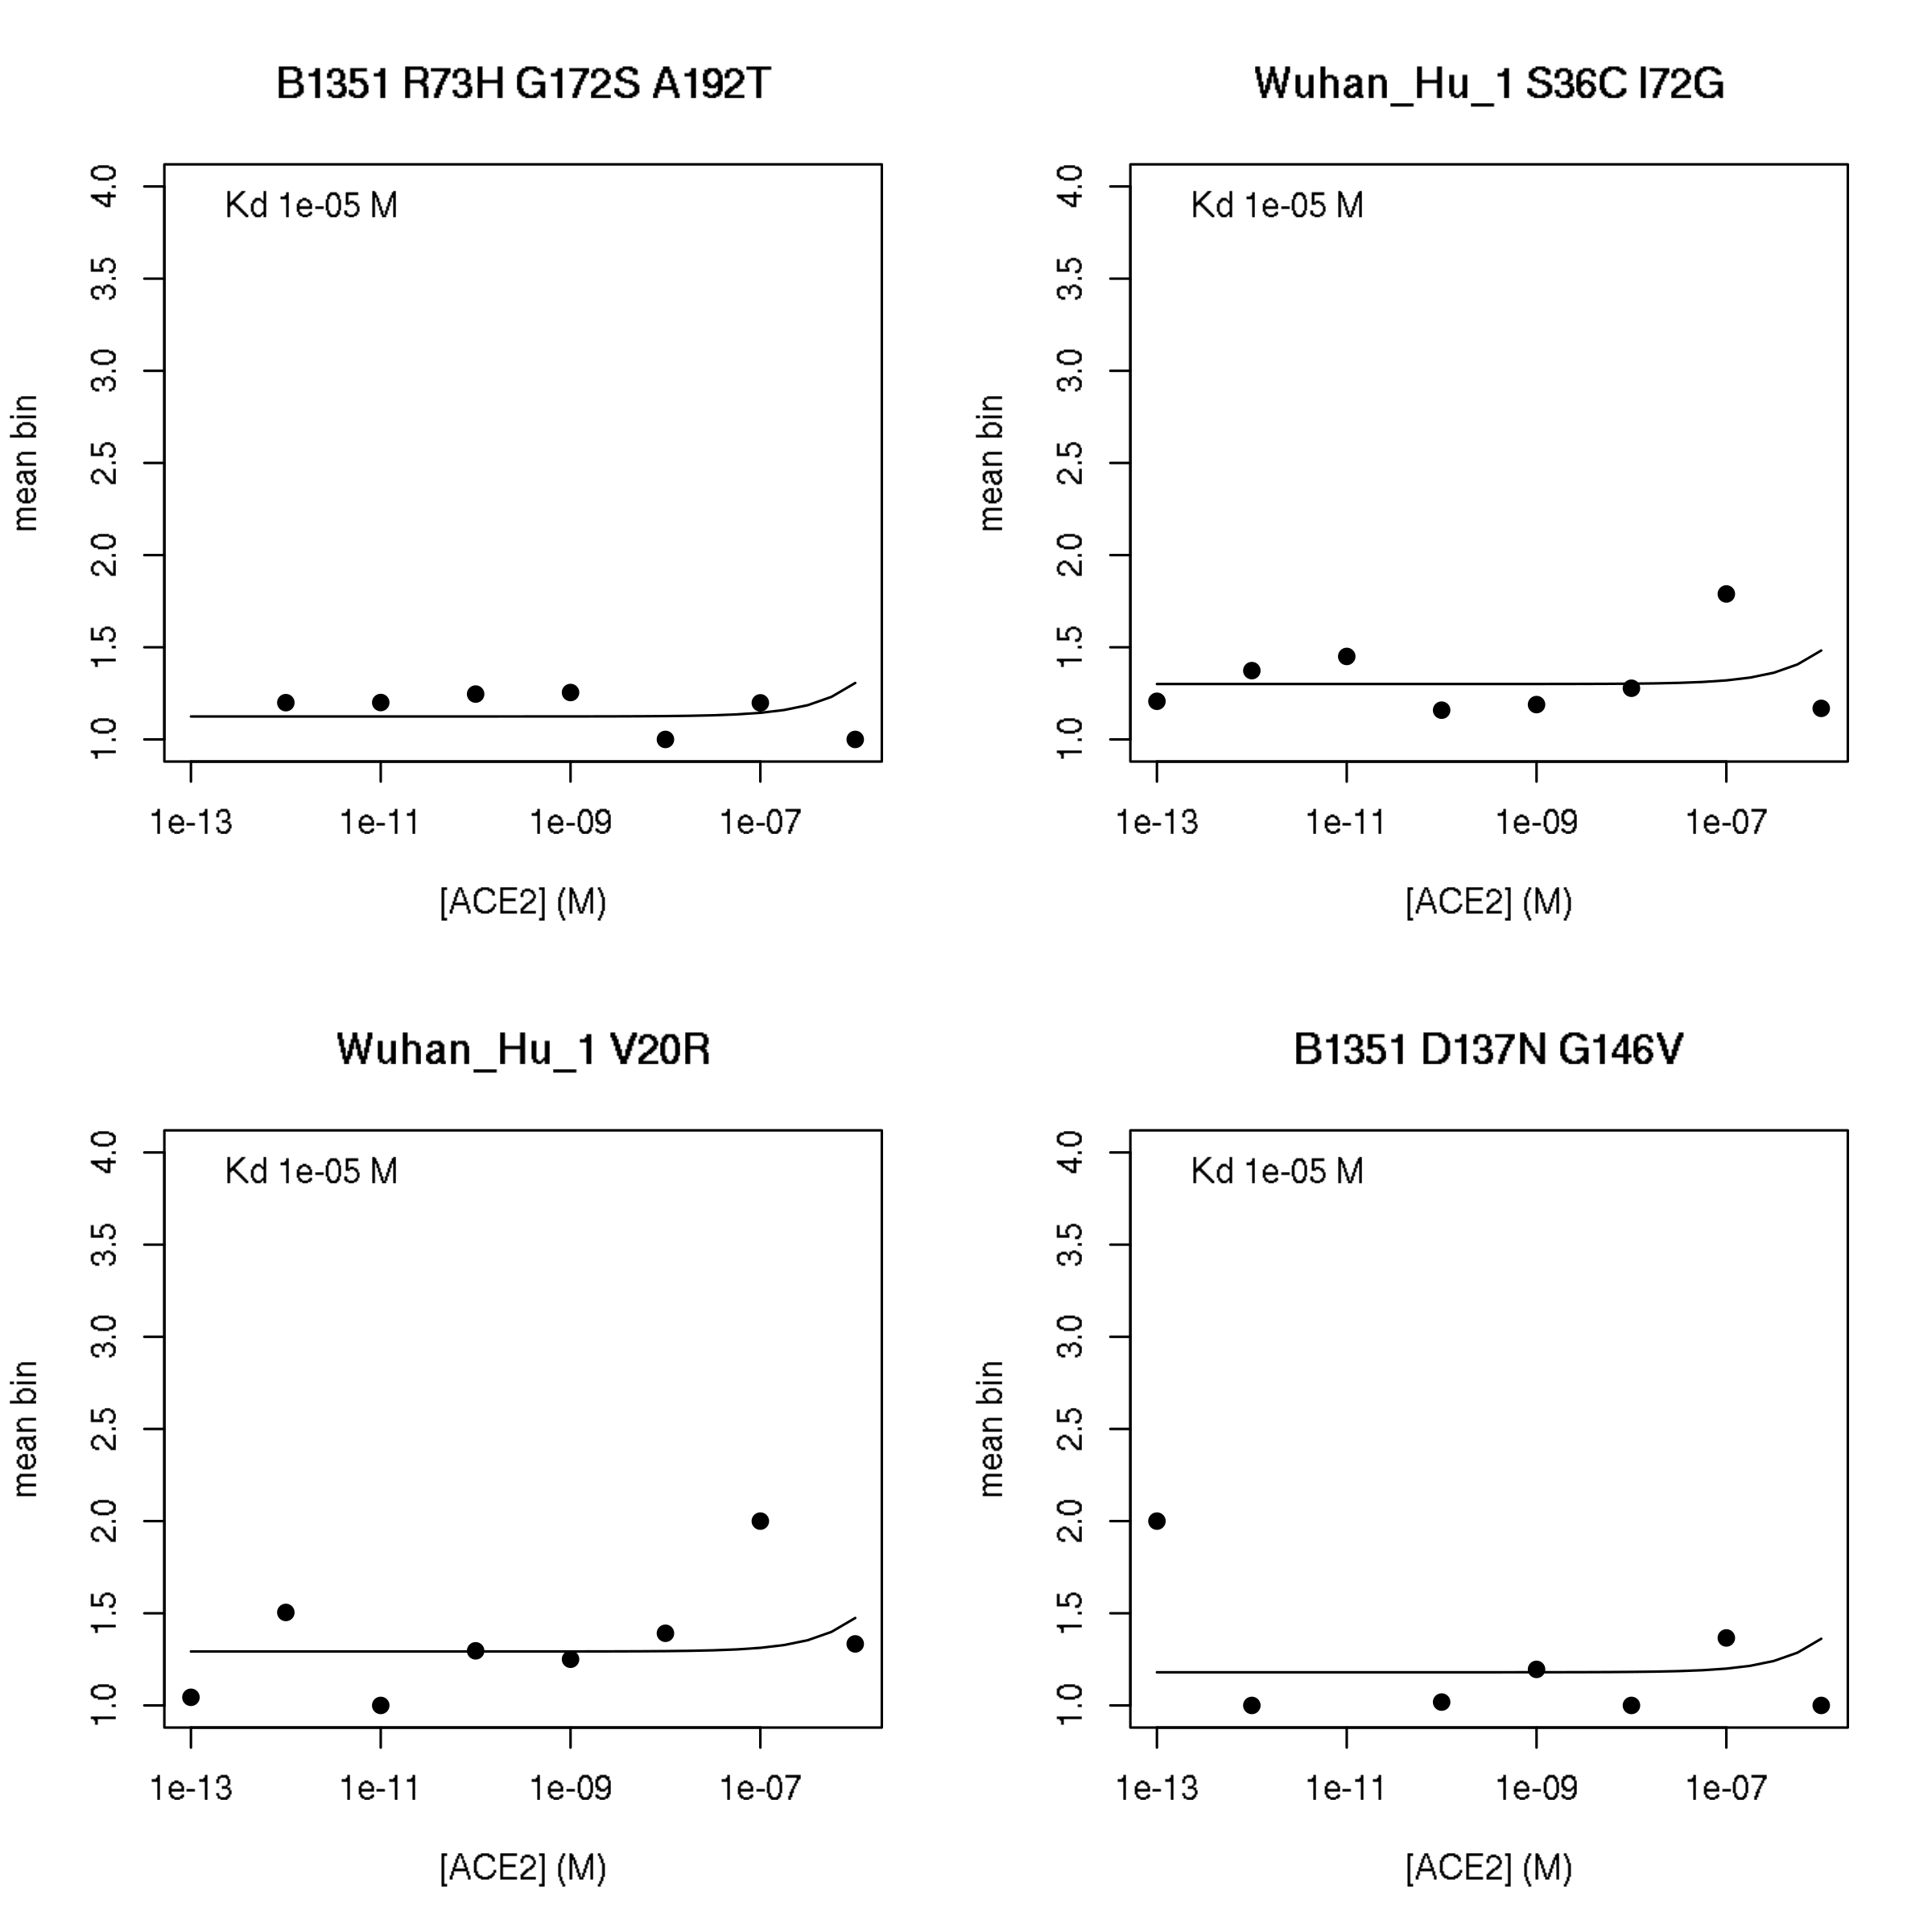 B1351 R73H G172S A192T
Kd 1e-05 M
mean bin
4.0
3.5
3.0
2.5
2.0
1.5
1.0
1e-13 1e-11 1e-09 1e-07
[ACE2] (M)
Wuhan_Hu_1 S36C I72G
Kd 1e-05 M
mean bin
4.0
3.5
3.0
2.5
2.0
1.5
1.0
1e-13 1e-11 1e-09 1e-07
[ACE2] (M)
Wuhan_Hu_1 V20R
Kd 1e-05 M
mean bin
4.0
3.5
3.0
2.5
2.0
1.5
1.0
1e-13 1e-11 1e-09 1e-07
[ACE2] (M)
B1351 D137N G146V
Kd 1e-05 M
mean bin
4.0
3.5
3.0
2.5
2.0
1.5
1.0
1e-13 1e-11 1e-09 1e-07
[ACE2] (M)